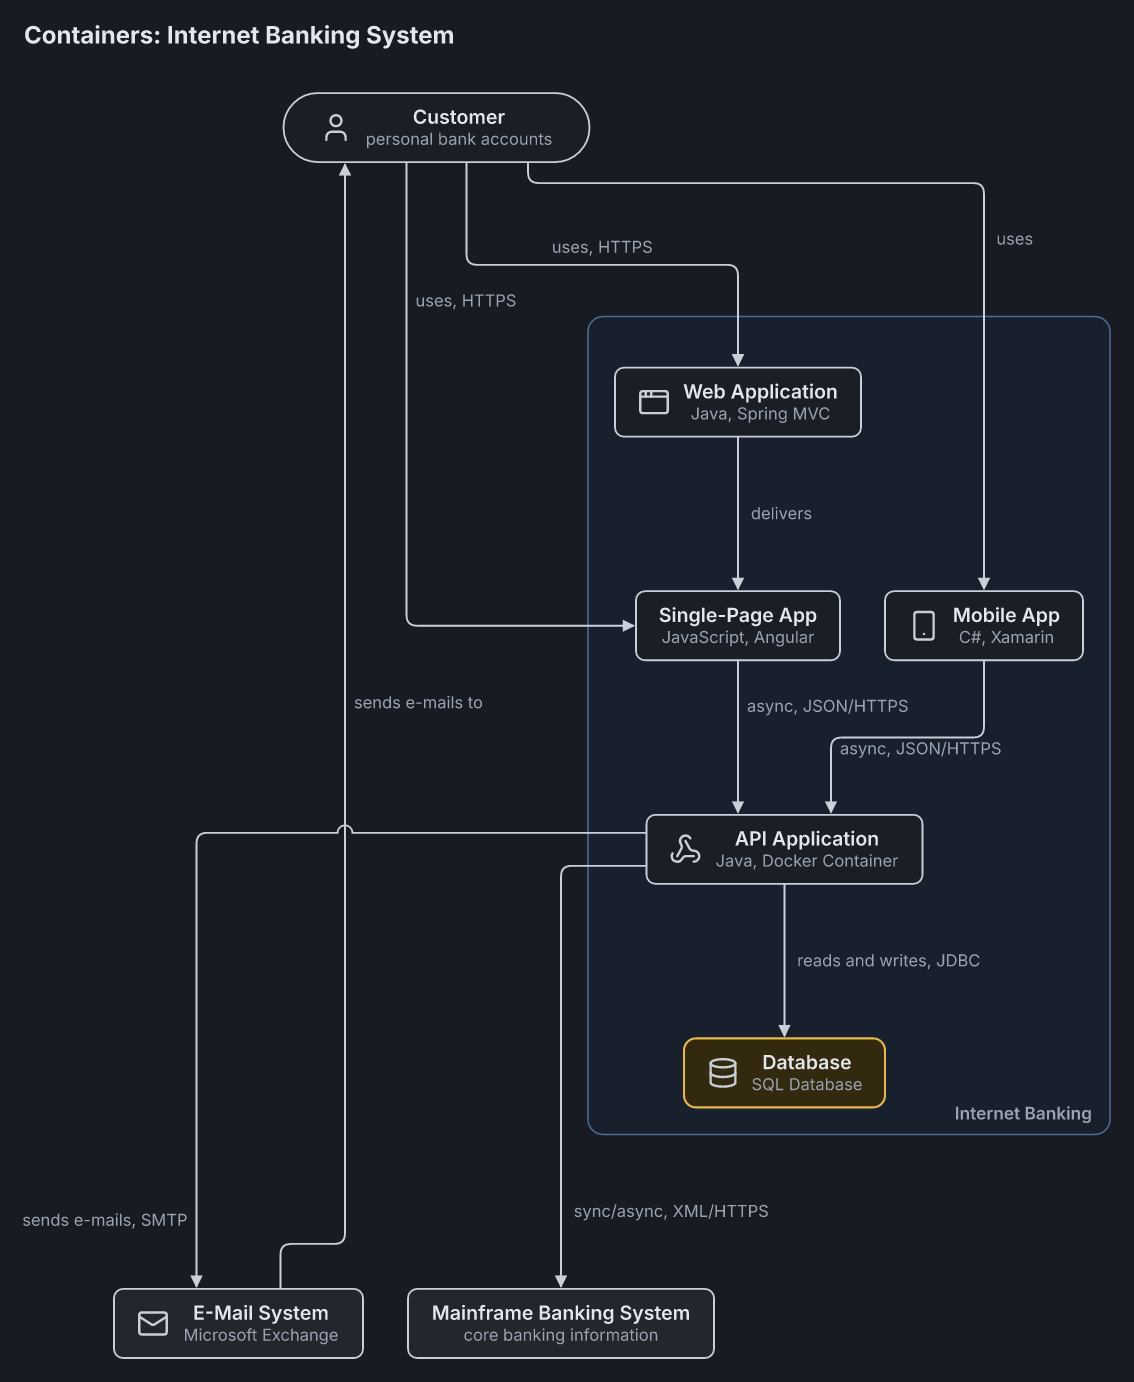 Containers: Internet Banking System
Customer
personal bank accounts
uses
uses, HTTPS
uses, HTTPS
Web Application
Java, Spring MVC
delivers
Single-Page App
JavaScript, Angular
Mobile App
C#, Xamarin
sends e-mails to
async, JSON/HTTPS
async, JSON/HTTPS
API Application
Java, Docker Container
reads and writes, JDBC
Database
SQL Database
Internet Banking
sends e-mails, SMTP
sync/async, XML/HTTPS
E-Mail System
Microsoft Exchange
Mainframe Banking System
core banking information